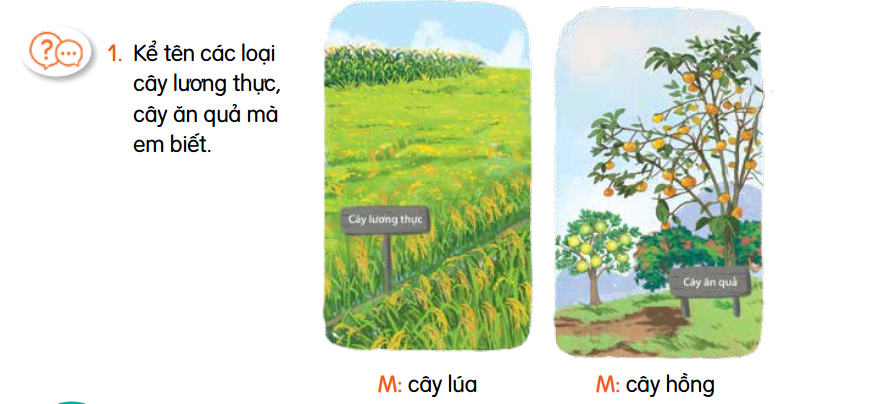 1. Kể tên các loại
cây lương thực,
cây ăn quả mà
em biết.
Cây lương thực
Cây ăn quả
M: cây lúa
M: cây hồng